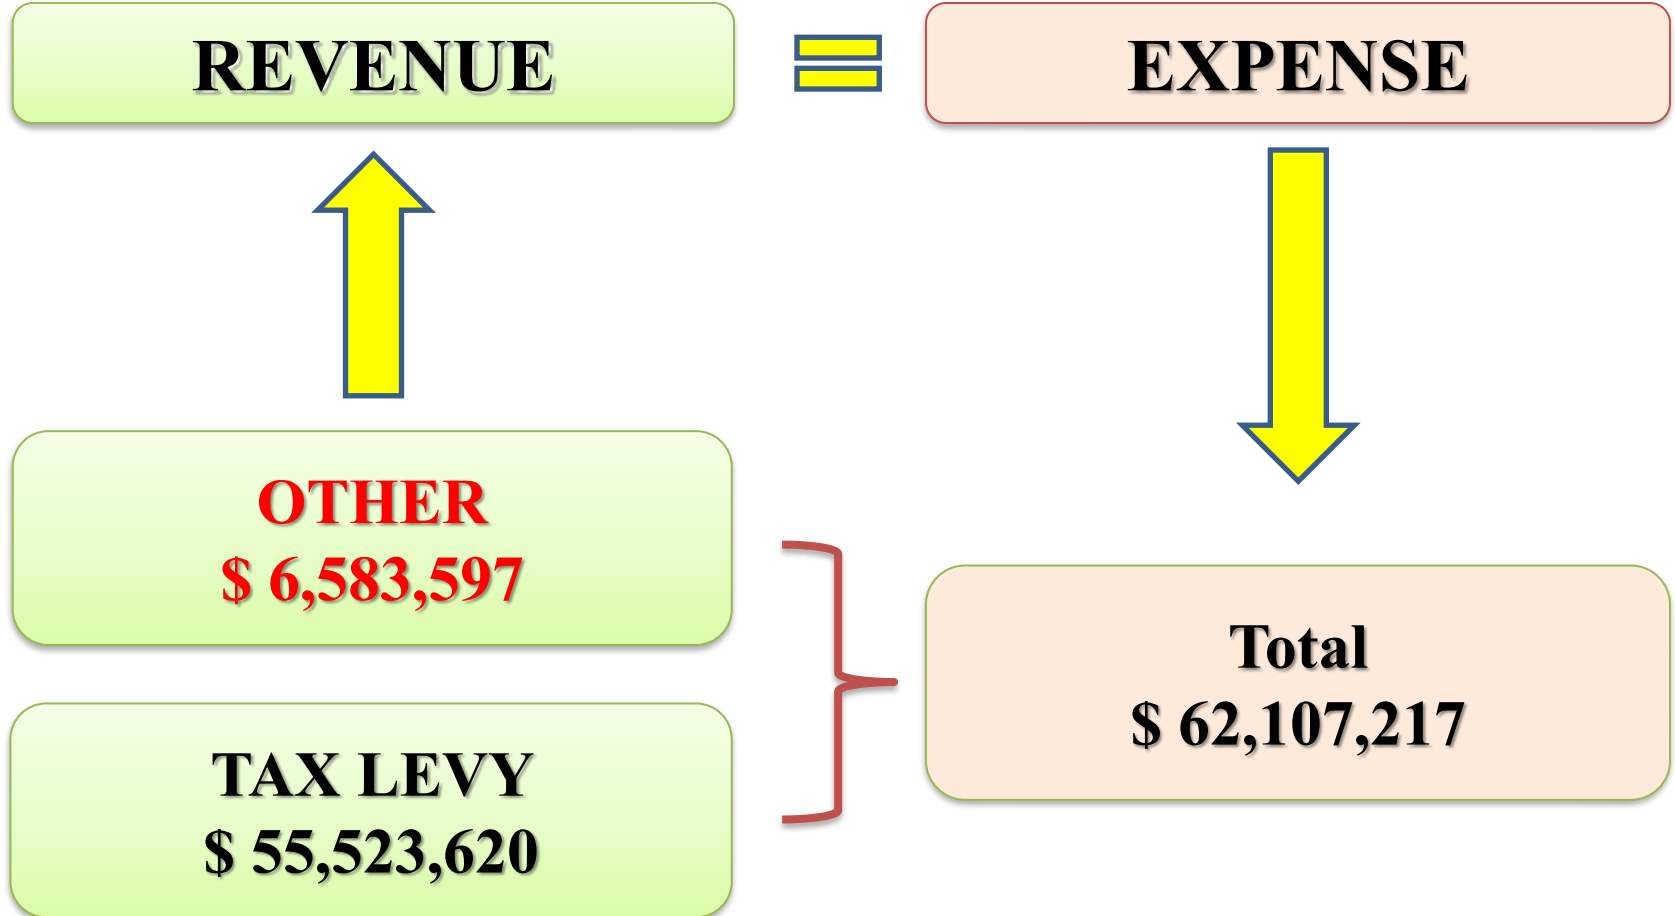 REVENUE
EXPENSE
OTHER
$ 6,583,597
TAX LEVY
$ 55,523,620
Total
$ 62,107,217